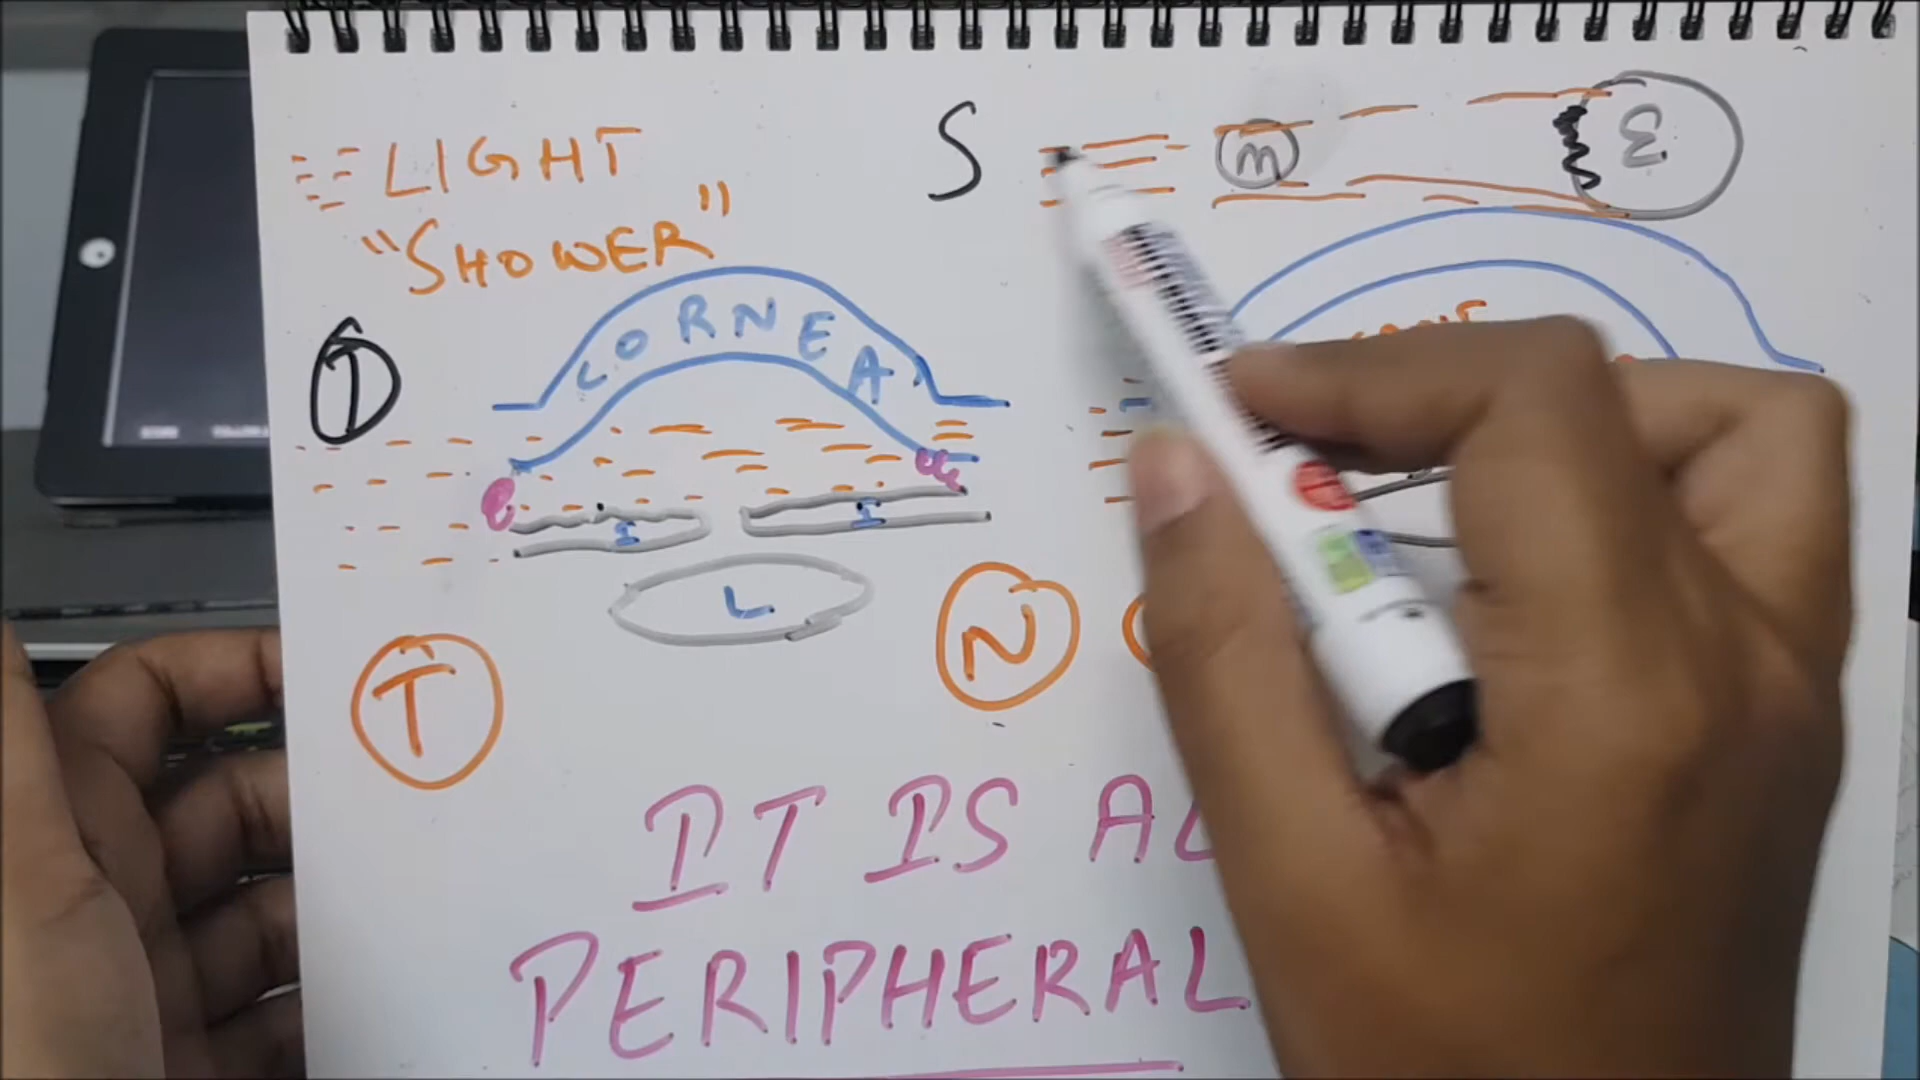 LIGHT
"SHOWER"
S
m
CORNEA
I
I
L
T
N
IT IS
PERIPHERAL